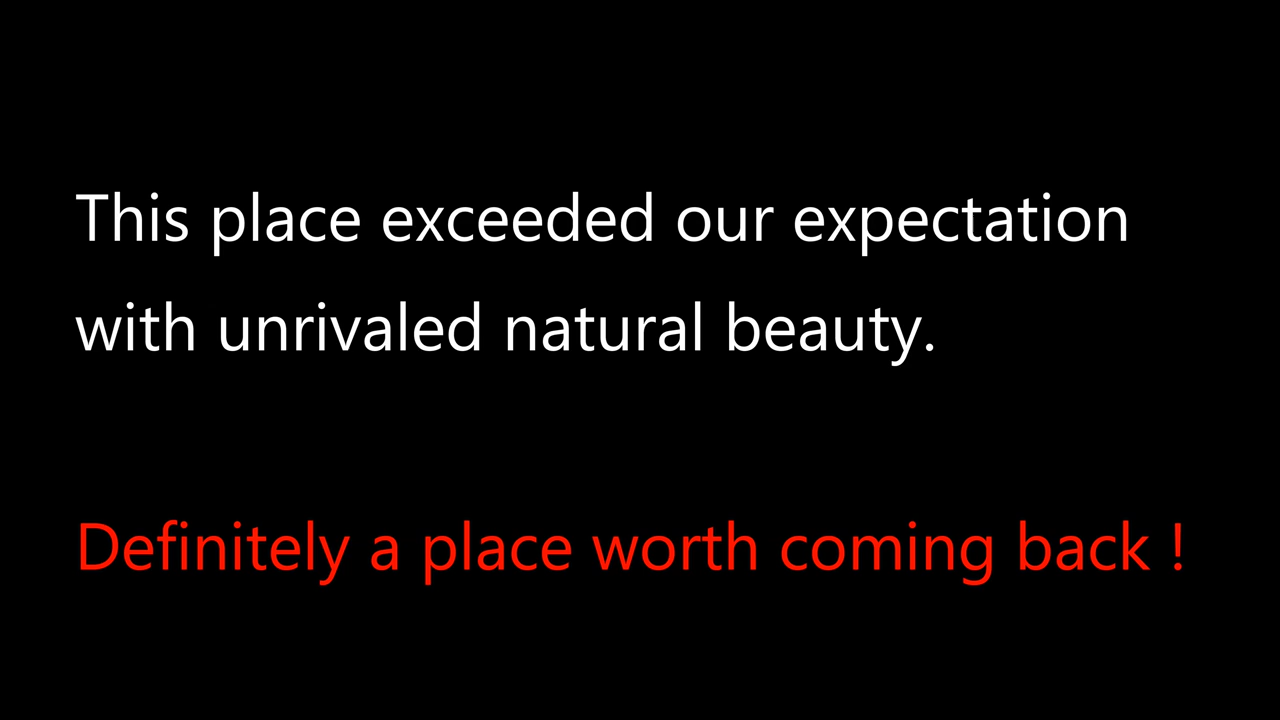 This place exceeded our expectation
with unrivaled natural beauty.
Definitely a place worth coming back !